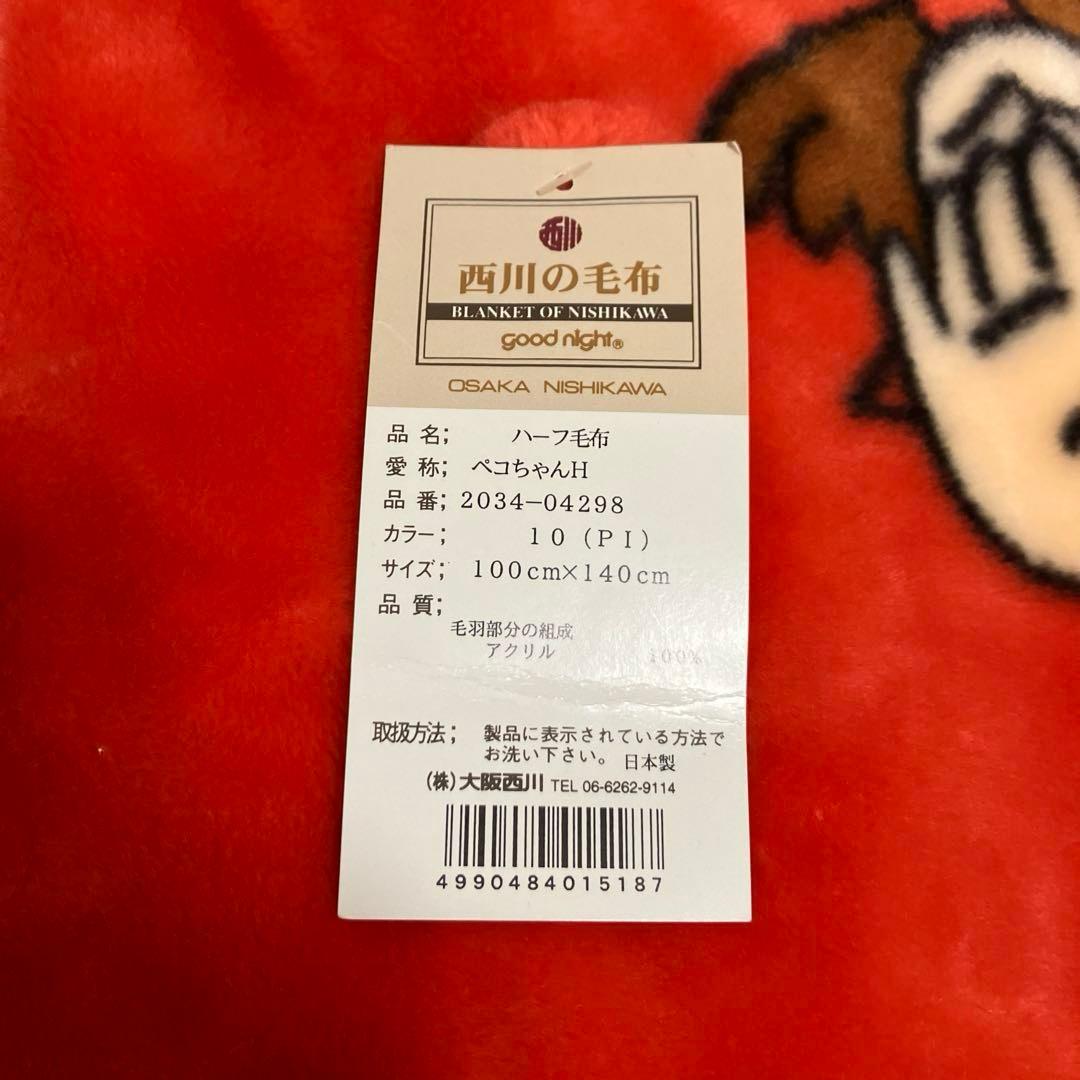 西川
西川の毛布
BLANKET OF NISHIKAWA
good night®
OSAKA NISHIKAWA
品名; ハーフ毛布
愛称; ペコちゃんH
品番; 2034-04298
カラー; 10(PI)
サイズ; 100cm×140cm
品質;
毛羽部分の組成
アクリル 100%
取扱方法; 製品に表示されている方法で
お洗い下さい。 日本製
(株)大阪西川 TEL 06-6262-9114
4990484015187